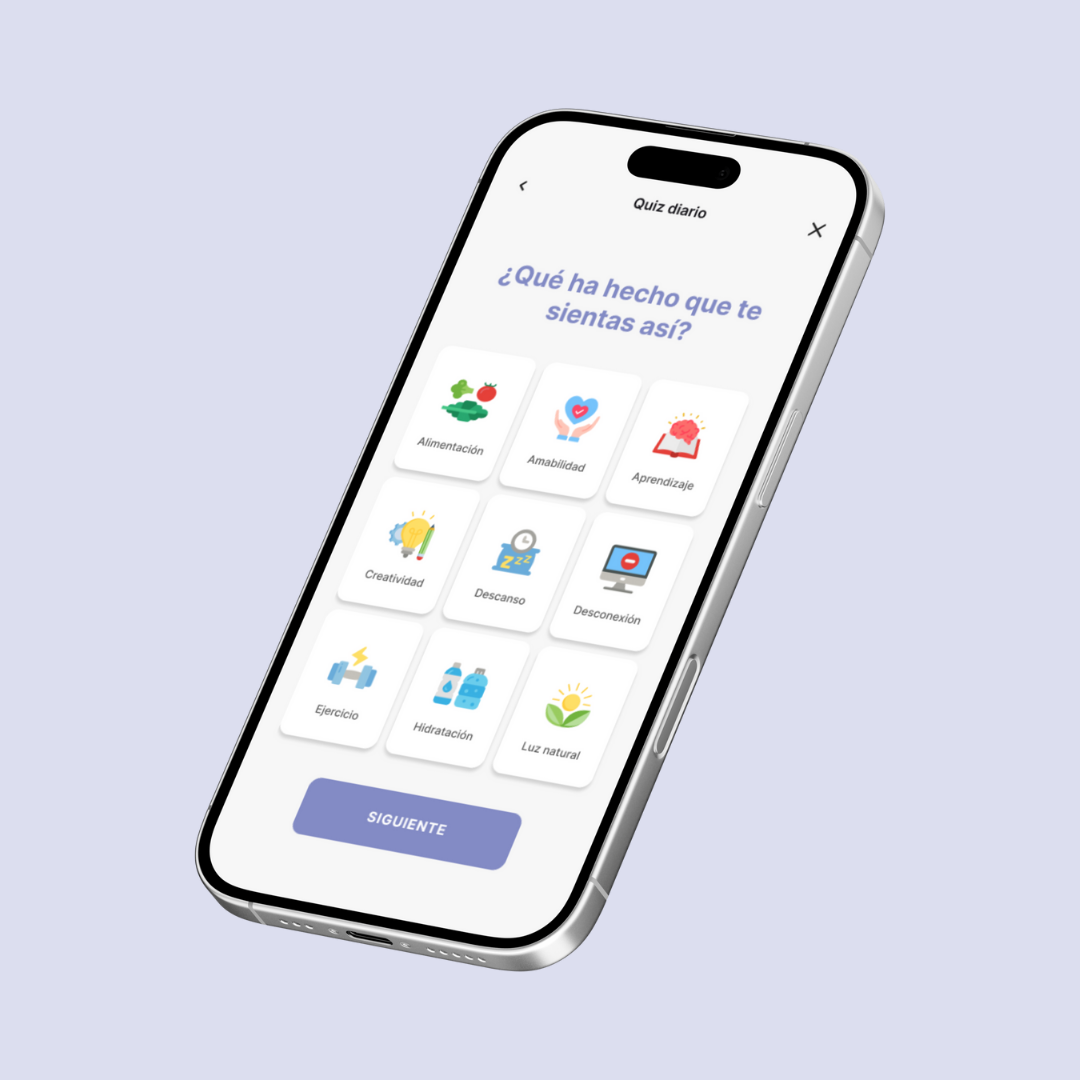 Quiz diario
¿Qué ha hecho que te
sientas así?
Alimentación
Amabilidad
Aprendizaje
Creatividad
Descanso
zzz
Desconexión
Ejercicio
Hidratación
Luz natural
SIGUIENTE